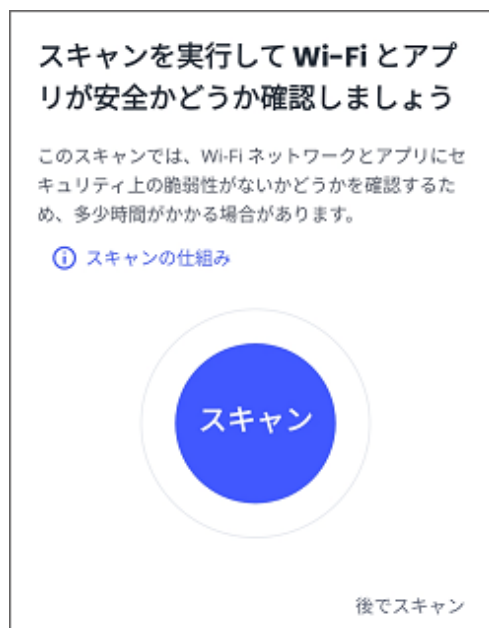 スキャンを実行して Wi-Fi とアプ
リが安全かどうか確認しましょう
このスキャンでは、Wi-Fi ネットワークとアプリにセ
キュリティ上の脆弱性がないかどうかを確認するた
め、多少時間がかかる場合があります。
スキャンの仕組み
スキャン
後でスキャン